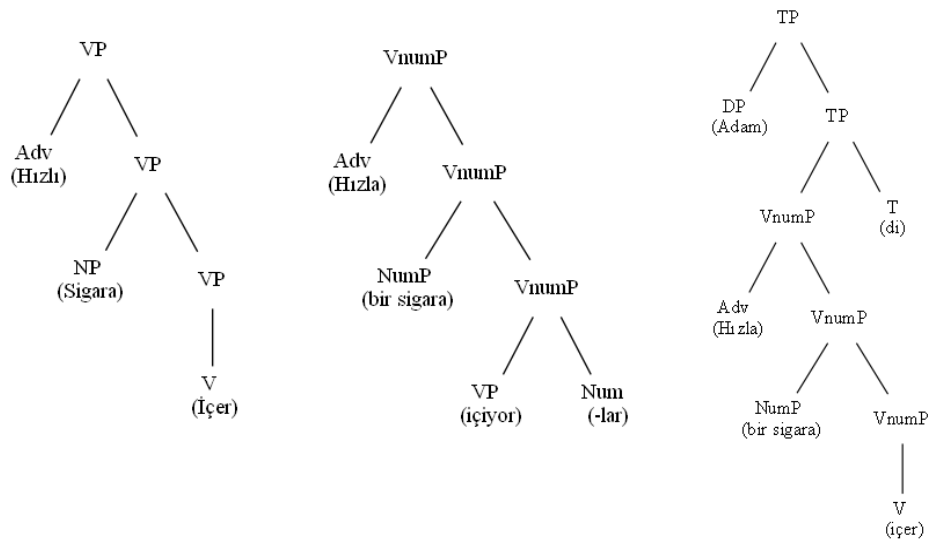 VP
Adv
(Hızlı)
VP
NP
(Sigara)
VP
V
(İçer)
VnumP
Adv
(Hızla)
VnumP
NumP
(bir sigara)
VnumP
VP
(içiyor)
Num
(-lar)
TP
DP
(Adam)
TP
VnumP
T
(di)
Adv
(Hızla)
VnumP
NumP
(bir sigara)
VnumP
V
(içer)